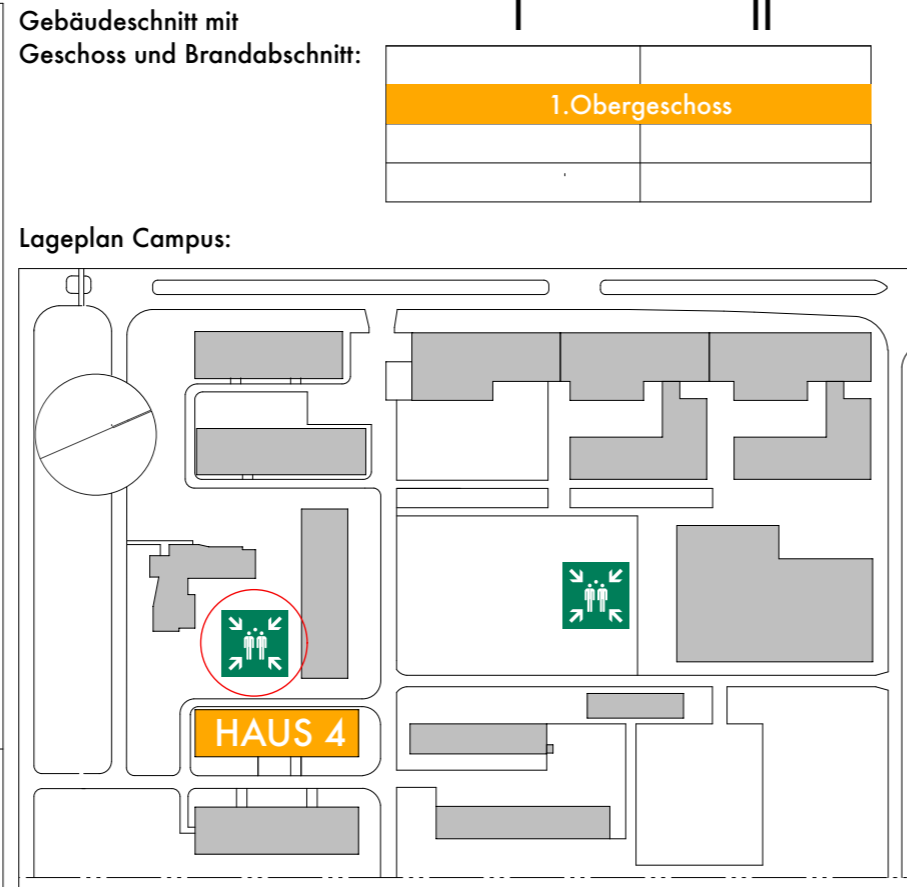 Gebäudeschnitt mit
Geschoss und Brandabschnitt:
I II
1.Obergeschoss
Lageplan Campus:
HAUS 4